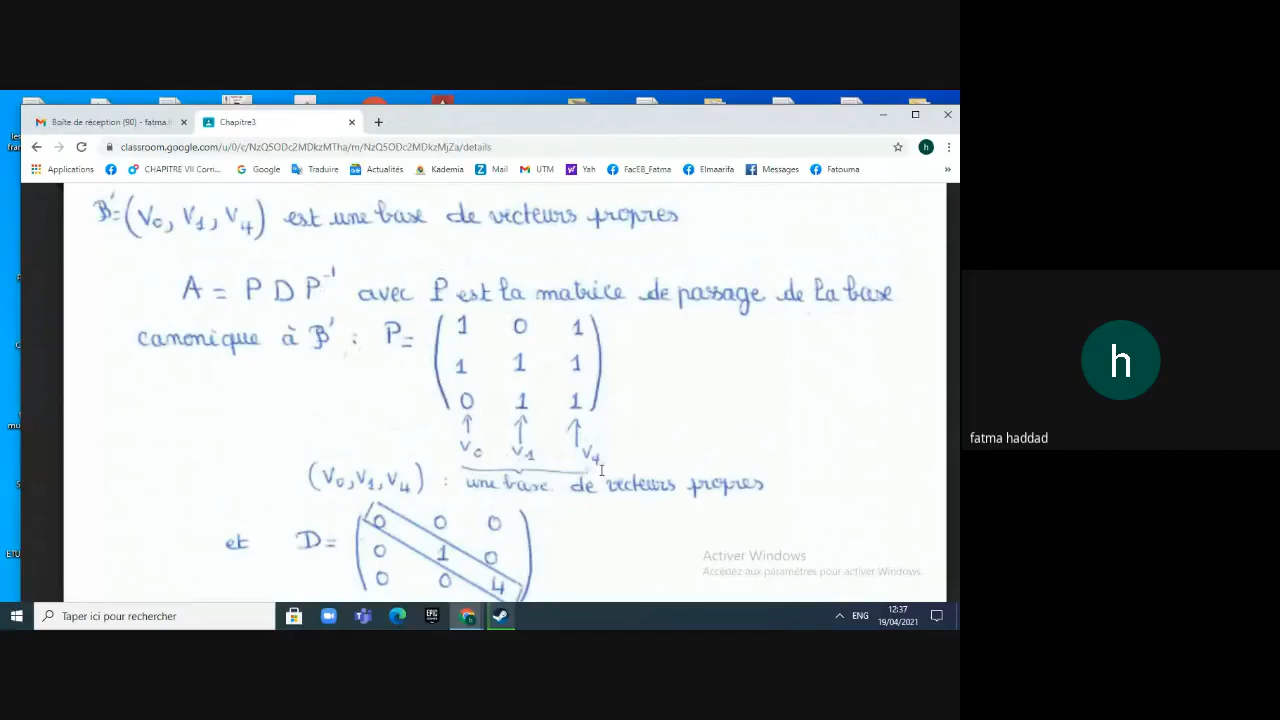 Boîte de réception (90) - fatma.h
Chapitre3
classroom.google.com/u/0/c/NzQ5ODc2MDkzMTha/m/NzQ5ODc2MDkzMjZa/details
Applications
CHAPITRE VII Corri...
Google
Traduire
Actualités
Kademia
Mail
UTM
Yah
FacEB_Fatma
Elmaarifa
Messages
Fatouma
»
B'=(V₀, V₁, V₄) est une base de vecteurs propres
A = P D P⁻¹ avec P est la matrice de passage de la base
canonique à B' : P=
1 0 1
1 1 1
0 1 1
V₀ V₁ V₄
(V₀,V₁,V₄) : une base de vecteurs propres
et D=
0 0 0
0 1 0
0 0 4
Activer Windows
Accédez aux paramètres pour activer Windows.
Taper ici pour rechercher
ENG
12:37
19/04/2021
h
fatma haddad